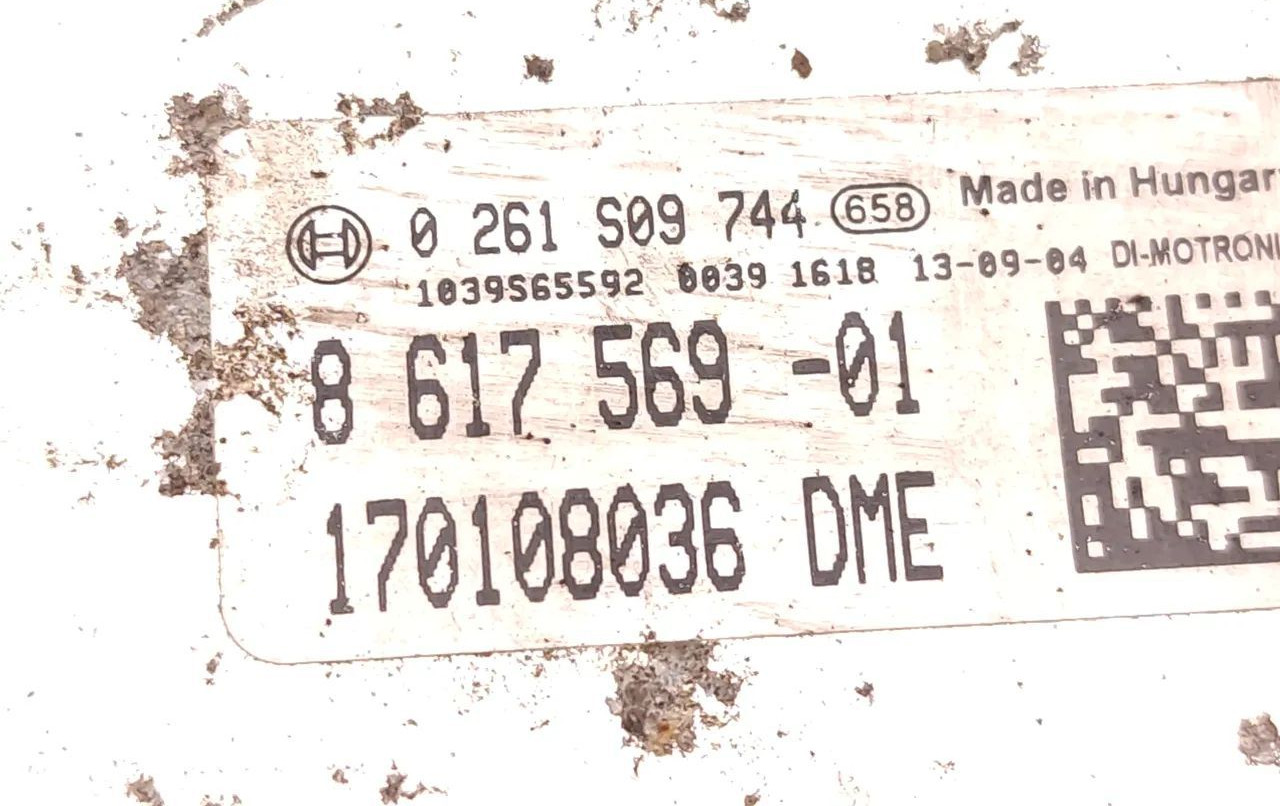 0 261 S09 744 658 Made in Hungar
1039S65592 0039 1618 13-09-04 DI-MOTRONI
8 617 569 -01
170108036 DME